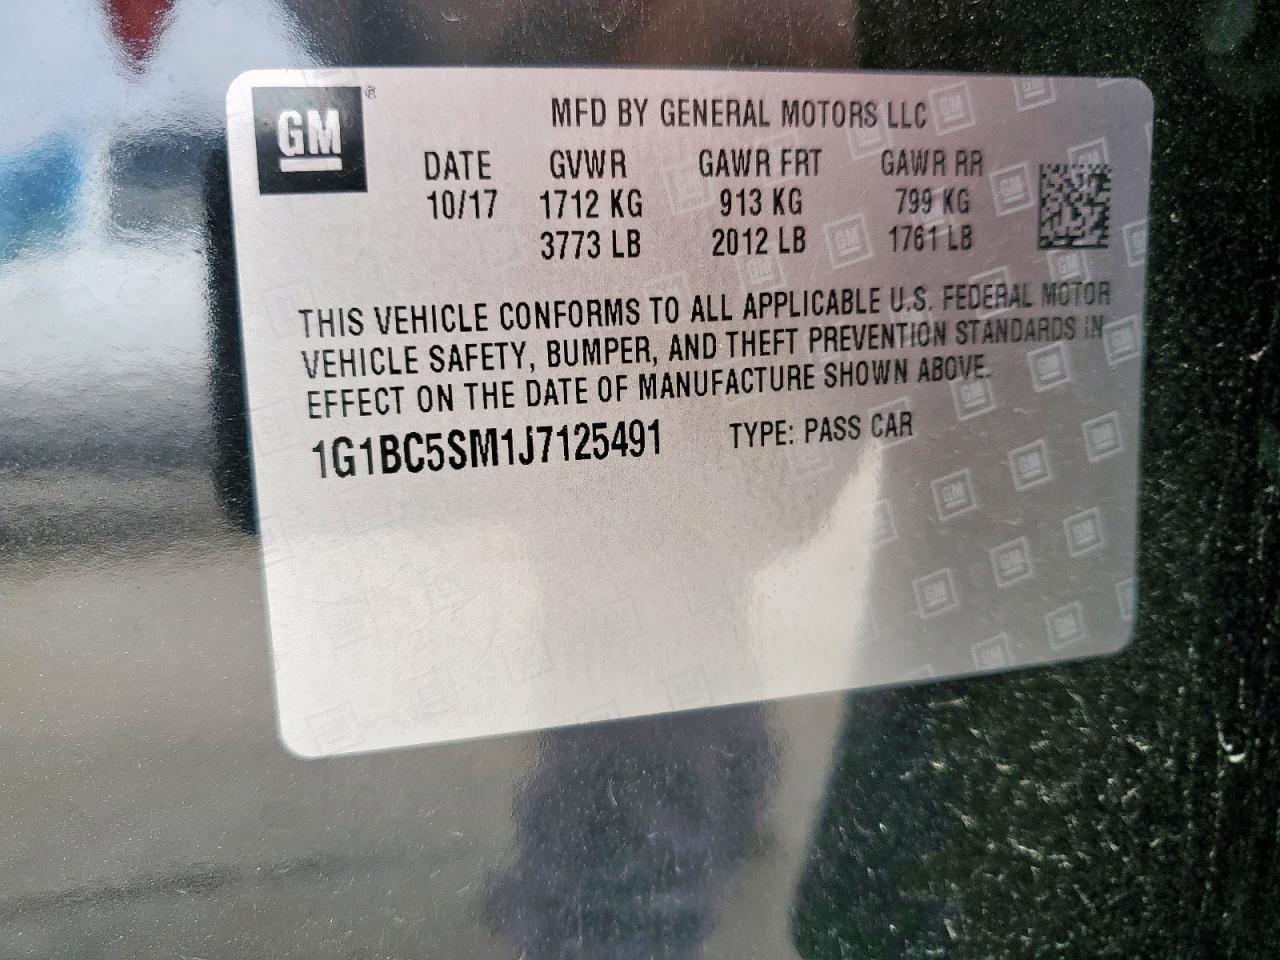 GM ®
MFD BY GENERAL MOTORS LLC
DATE GVWR GAWR FRT GAWR RR
10/17 1712 KG 913 KG 799 KG
3773 LB 2012 LB 1761 LB
THIS VEHICLE CONFORMS TO ALL APPLICABLE U.S. FEDERAL MOTOR
VEHICLE SAFETY, BUMPER, AND THEFT PREVENTION STANDARDS IN
EFFECT ON THE DATE OF MANUFACTURE SHOWN ABOVE.
1G1BC5SM1J7125491 TYPE: PASS CAR